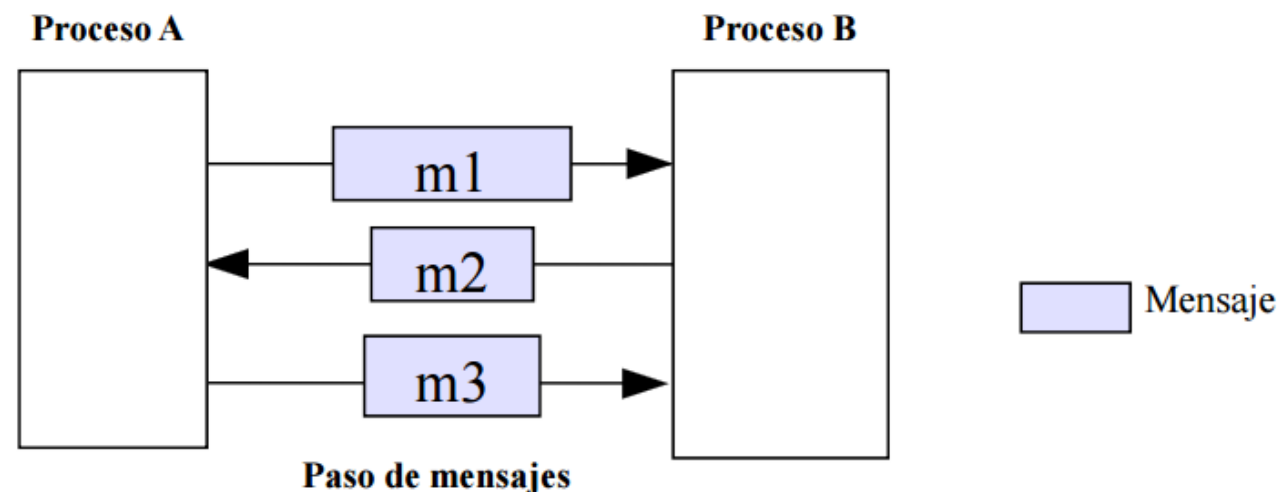 Proceso A
Proceso B
m1
m2
Mensaje
m3
Paso de mensajes